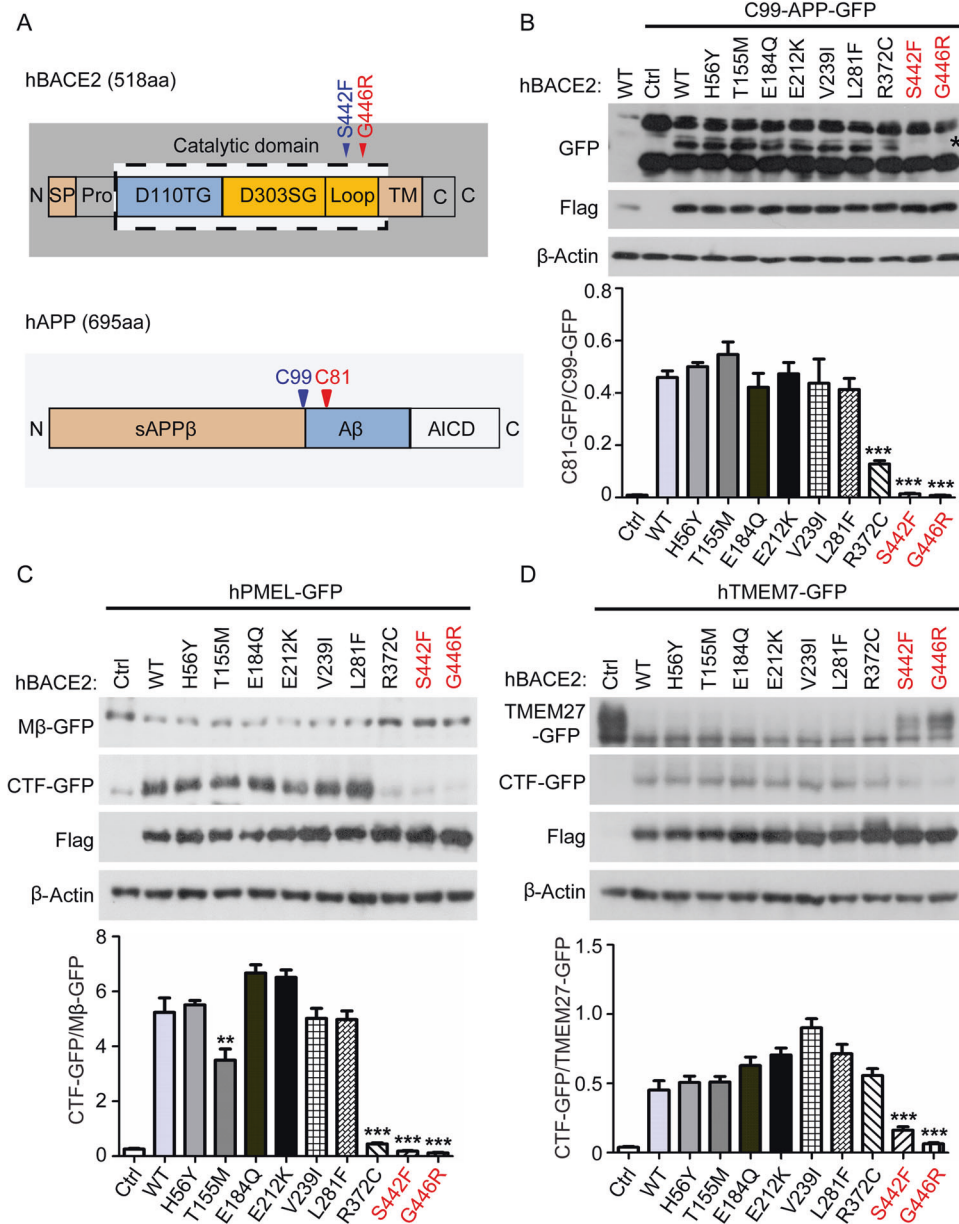 A
hBACE2 (518aa)
S442F
G446R
Catalytic domain
N SP Pro D110TG D303SG Loop TM C C
hAPP (695aa)
C99 C81
N sAPPβ Aβ AICD C
B
C99-APP-GFP
hBACE2: WT Ctrl WT H56Y T155M E184Q E212K V239I L281F R372C S442F G446R
GFP
*
Flag
β-Actin
C81-GFP/C99-GFP
0.8
0.6
0.4
0.2
0
*** *** ***
Ctrl WT H56Y T155M E184Q E212K V239I L281F R372C S442F G446R
C
hPMEL-GFP
hBACE2: Ctrl WT H56Y T155M E184Q E212K V239I L281F R372C S442F G446R
Mβ-GFP
CTF-GFP
Flag
β-Actin
CTF-GFP/Mβ-GFP
8
6
4
2
0
** *** *** ***
Ctrl WT H56Y T155M E184Q E212K V239I L281F R372C S442F G446R
D
hTMEM7-GFP
hBACE2: Ctrl WT H56Y T155M E184Q E212K V239I L281F R372C S442F G446R
TMEM27
-GFP
CTF-GFP
Flag
β-Actin
CTF-GFP/TMEM27-GFP
1.5
1.0
0.5
0
*** ***
Ctrl WT H56Y T155M E184Q E212K V239I L281F R372C S442F G446R